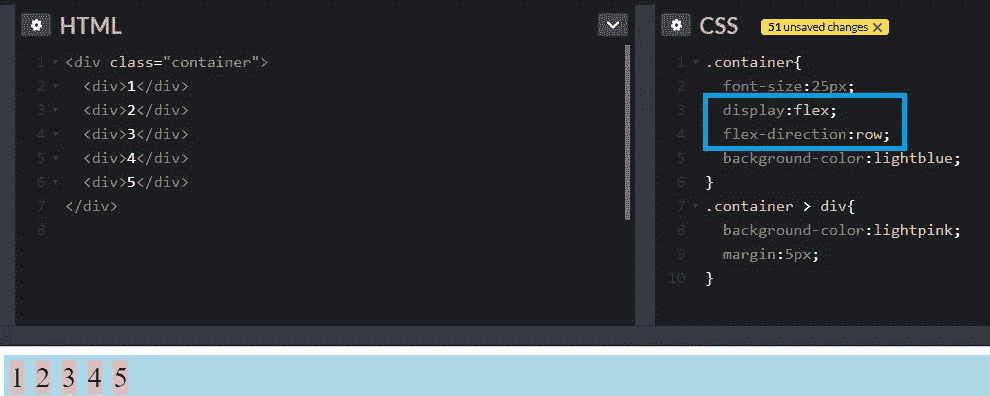 HTML
1 <div class="container">
2 <div>1</div>
3 <div>2</div>
4 <div>3</div>
5 <div>4</div>
6 <div>5</div>
7 </div>
8
CSS 51 unsaved changes X
1 .container{
2 font-size:25px;
3 display:flex;
4 flex-direction:row;
5 background-color:lightblue;
6 }
7 .container > div{
8 background-color:lightpink;
9 margin:5px;
10 }
1 2 3 4 5